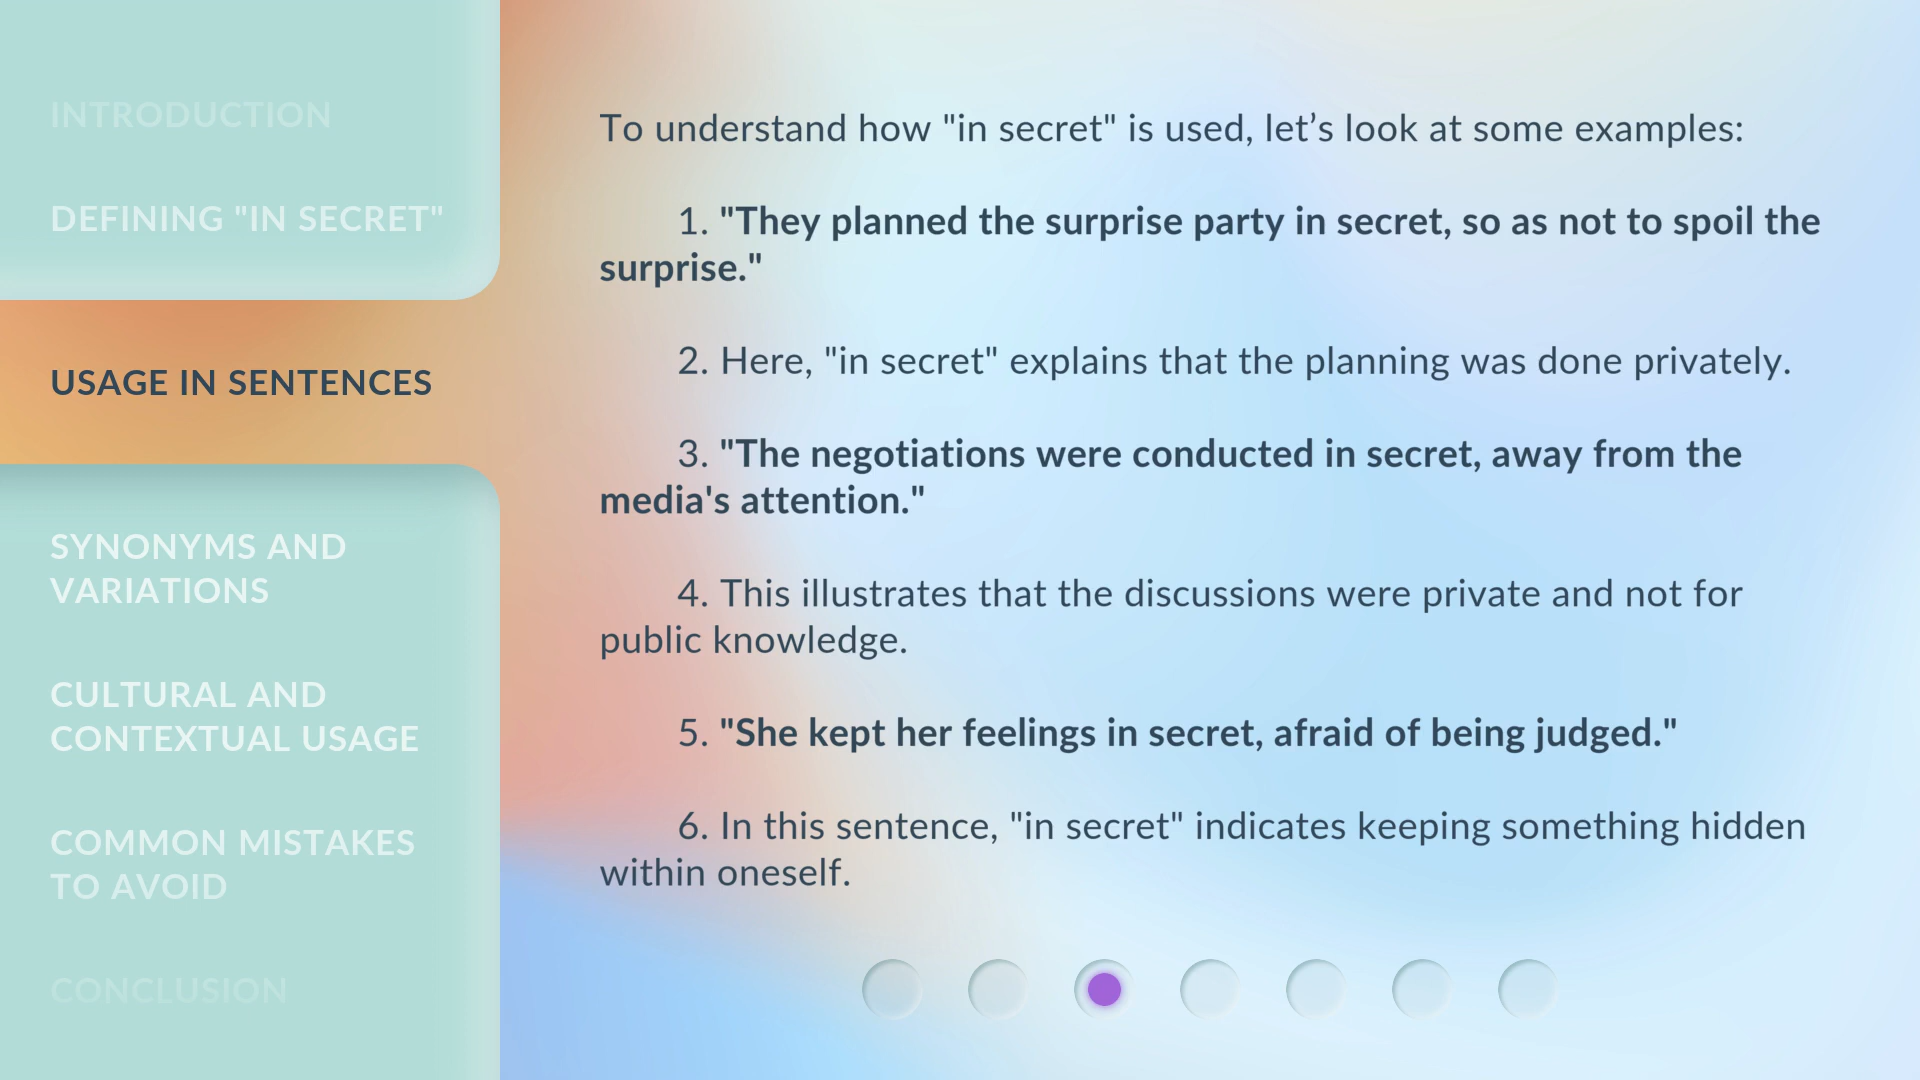 INTRODUCTION
DEFINING "IN SECRET"
USAGE IN SENTENCES
SYNONYMS AND
VARIATIONS
CULTURAL AND
CONTEXTUAL USAGE
COMMON MISTAKES
TO AVOID
CONCLUSION
To understand how "in secret" is used, let’s look at some examples:
1. "They planned the surprise party in secret, so as not to spoil the
surprise."
2. Here, "in secret" explains that the planning was done privately.
3. "The negotiations were conducted in secret, away from the
media's attention."
4. This illustrates that the discussions were private and not for
public knowledge.
5. "She kept her feelings in secret, afraid of being judged."
6. In this sentence, "in secret" indicates keeping something hidden
within oneself.